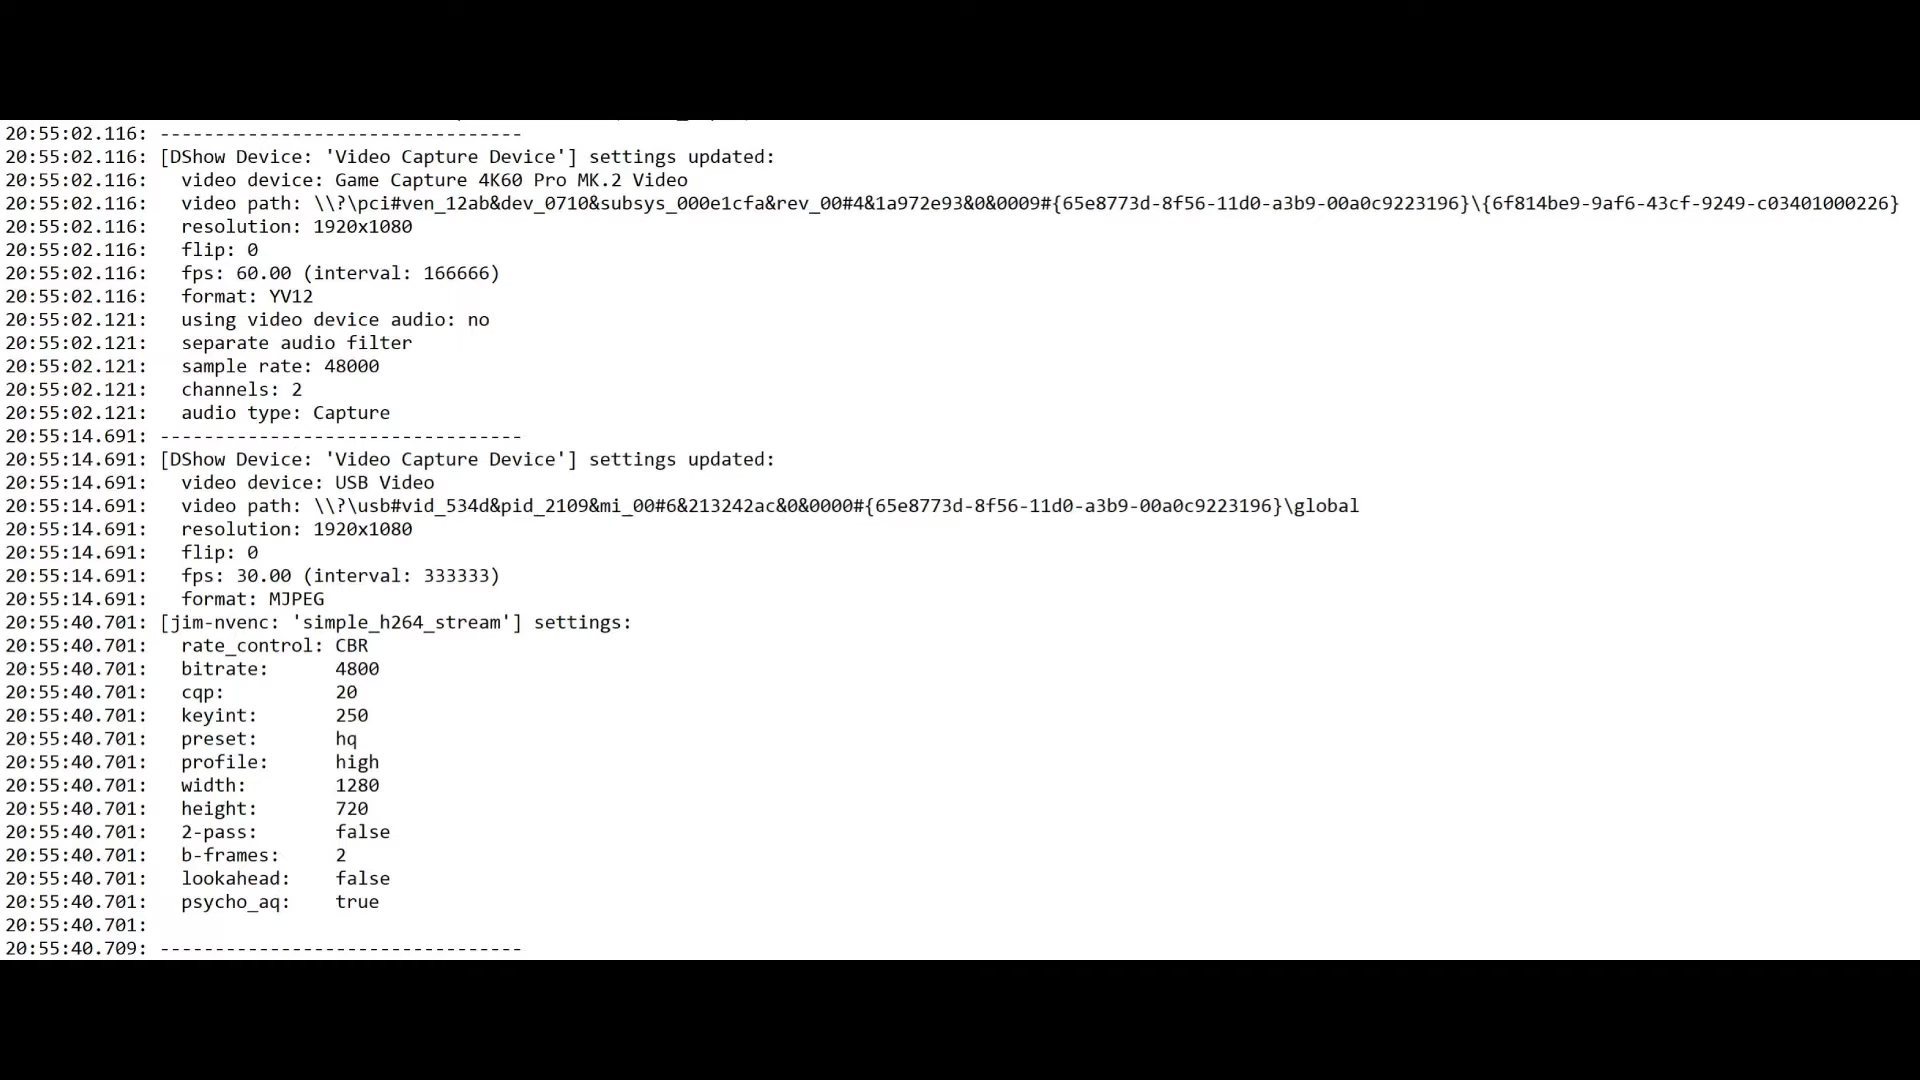 20:55:02.116: ---------------------------------
20:55:02.116: [DShow Device: 'Video Capture Device'] settings updated:
20:55:02.116:   video device: Game Capture 4K60 Pro MK.2 Video
20:55:02.116:   video path: \\?\pci#ven_12ab&dev_0710&subsys_000e1cfa&rev_00#4&1a972e93&0&0009#{65e8773d-8f56-11d0-a3b9-00a0c9223196}\{6f814be9-9af6-43cf-9249-c03401000226}
20:55:02.116:   resolution: 1920x1080
20:55:02.116:   flip: 0
20:55:02.116:   fps: 60.00 (interval: 166666)
20:55:02.116:   format: YV12
20:55:02.121:   using video device audio: no
20:55:02.121:   separate audio filter
20:55:02.121:   sample rate: 48000
20:55:02.121:   channels: 2
20:55:02.121:   audio type: Capture
20:55:14.691: ---------------------------------
20:55:14.691: [DShow Device: 'Video Capture Device'] settings updated:
20:55:14.691:   video device: USB Video
20:55:14.691:   video path: \\?\usb#vid_534d&pid_2109&mi_00#6&213242ac&0&0000#{65e8773d-8f56-11d0-a3b9-00a0c9223196}\global
20:55:14.691:   resolution: 1920x1080
20:55:14.691:   flip: 0
20:55:14.691:   fps: 30.00 (interval: 333333)
20:55:14.691:   format: MJPEG
20:55:40.701: [jim-nvenc: 'simple_h264_stream'] settings:
20:55:40.701:   rate_control: CBR
20:55:40.701:   bitrate:      4800
20:55:40.701:   cqp:          20
20:55:40.701:   keyint:       250
20:55:40.701:   preset:       hq
20:55:40.701:   profile:      high
20:55:40.701:   width:        1280
20:55:40.701:   height:       720
20:55:40.701:   2-pass:       false
20:55:40.701:   b-frames:     2
20:55:40.701:   lookahead:    false
20:55:40.701:   psycho_aq:    true
20:55:40.701:
20:55:40.709: ---------------------------------